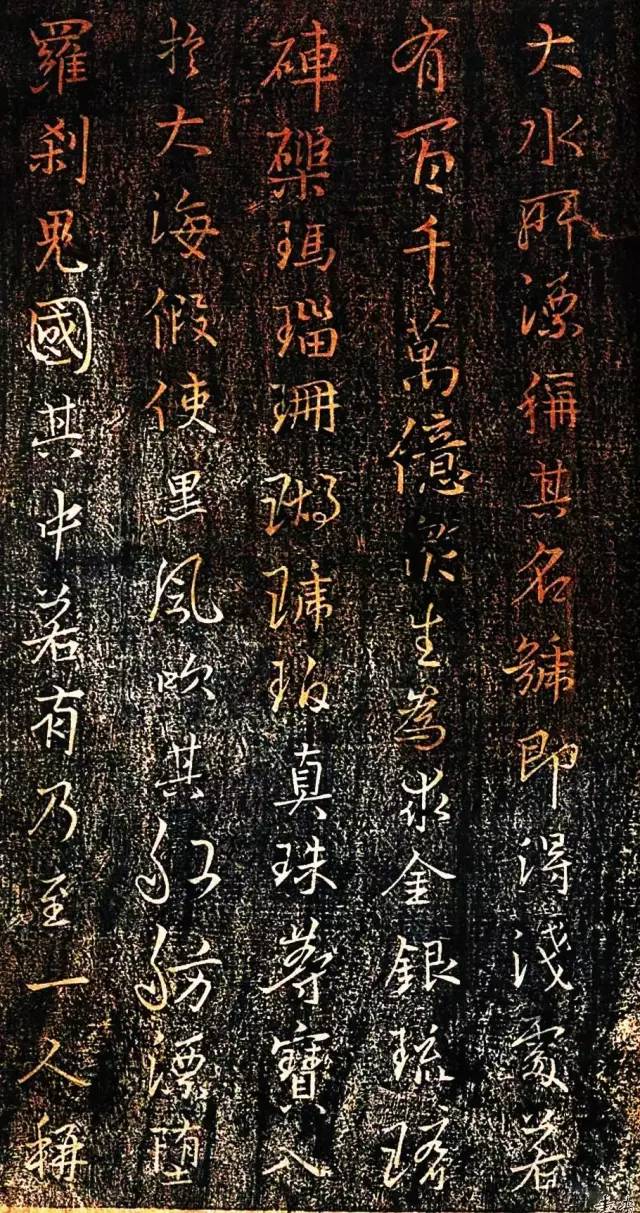 大水所漂稱其名號即得淺處若
有百千萬億衆生為求金銀琉璃
硨磲瑪瑙珊瑚琥珀真珠等寶入
於大海假使黑風吹其船舫漂墮
羅刹鬼國其中若有乃至一人稱